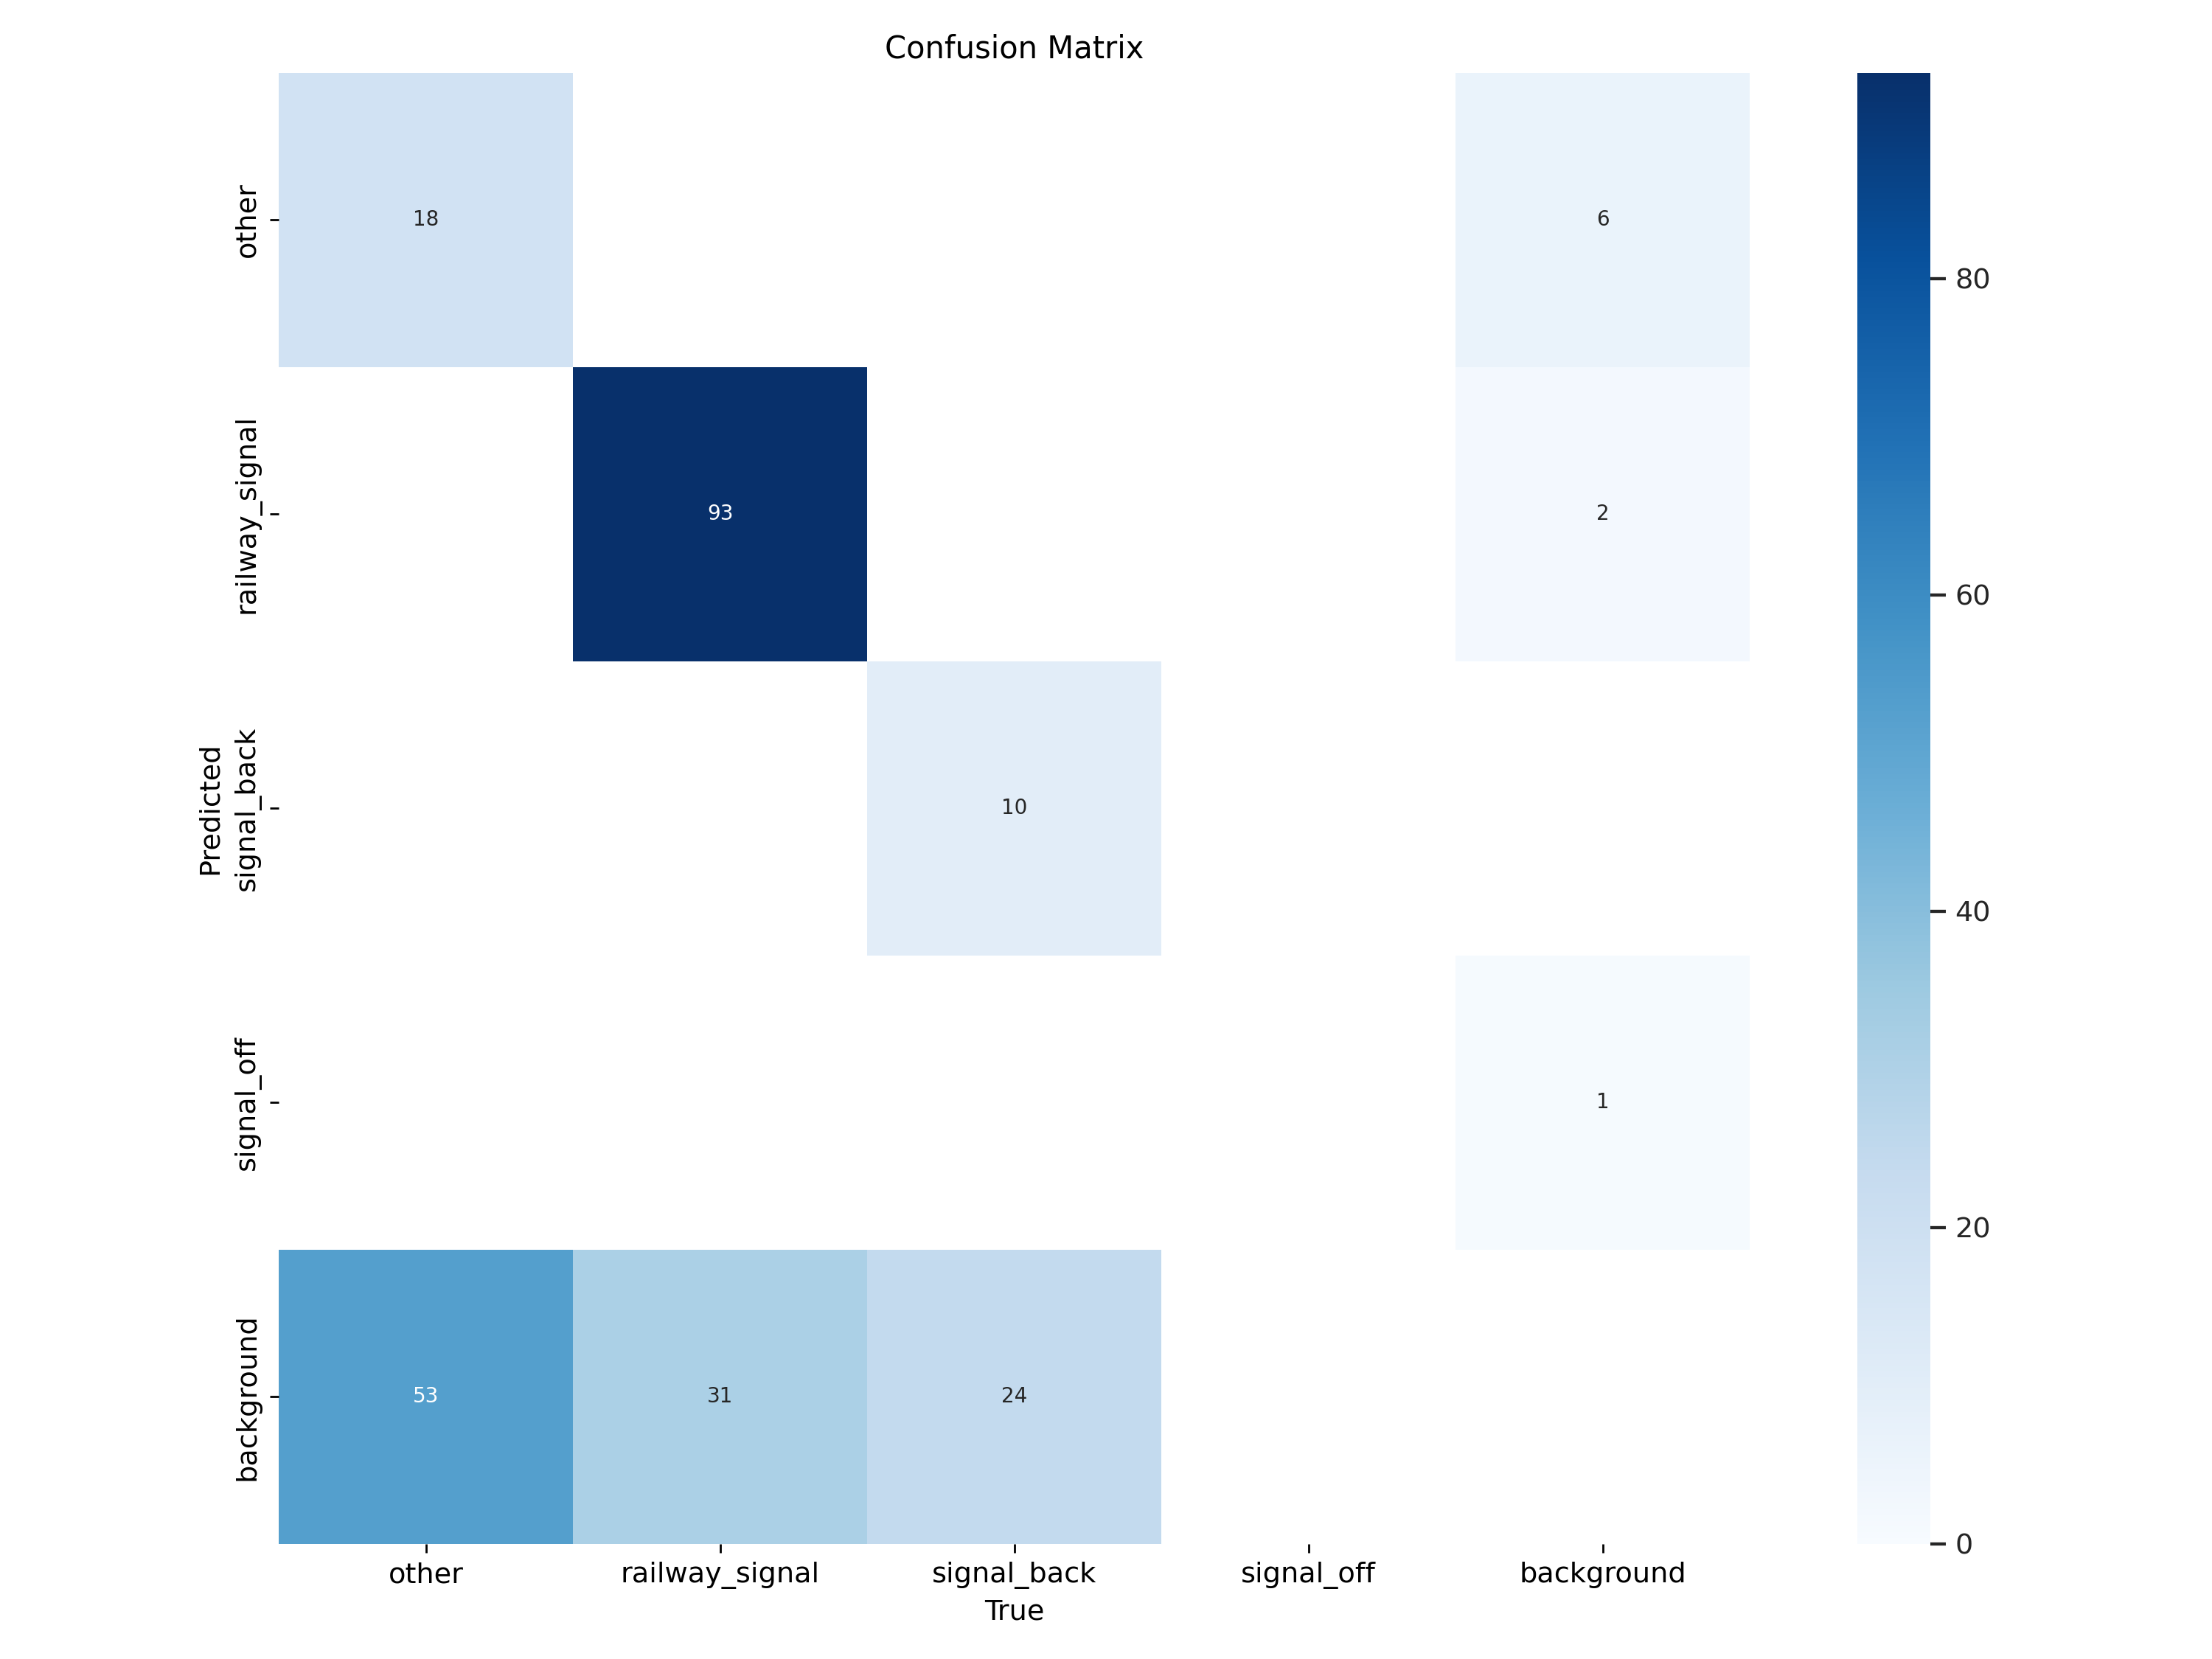 Confusion Matrix
other
railway_signal
signal_back
signal_off
background
Predicted
18
6
93
2
10
1
53
31
24
other
railway_signal
signal_back
signal_off
background
True
80
60
40
20
0